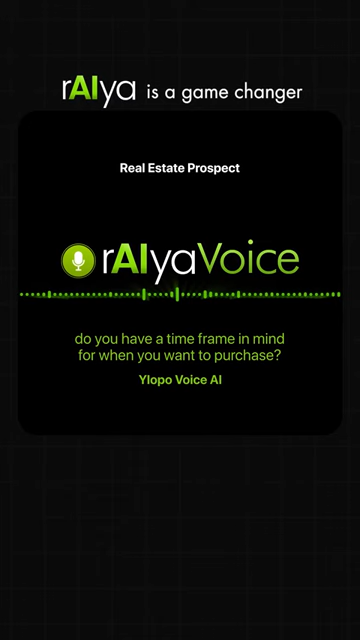 rAIya is a game changer
Real Estate Prospect
rAIyaVoice
do you have a time frame in mind
for when you want to purchase?
Ylopo Voice AI